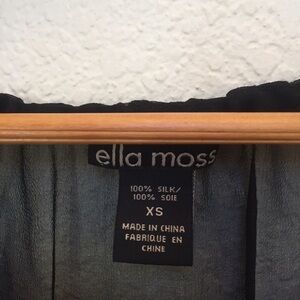 ella moss
100% SILK/
100% SOIE
XS
MADE IN CHINA
FABRIQUE EN
CHINE